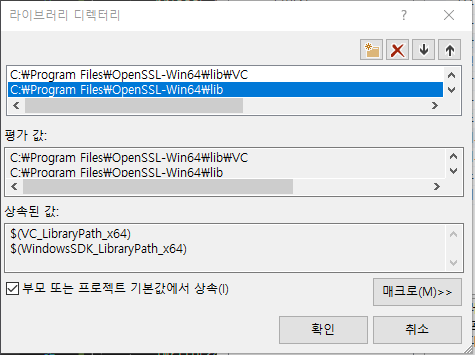 라이브러리 디렉터리
C:₩Program Files₩OpenSSL-Win64₩lib₩VC
C:₩Program Files₩OpenSSL-Win64₩lib
평가 값:
C:₩Program Files₩OpenSSL-Win64₩lib₩VC
C:₩Program Files₩OpenSSL-Win64₩lib
상속된 값:
$(VC_LibraryPath_x64)
$(WindowsSDK_LibraryPath_x64)
부모 또는 프로젝트 기본값에서 상속(I)
매크로(M)>>
확인
취소